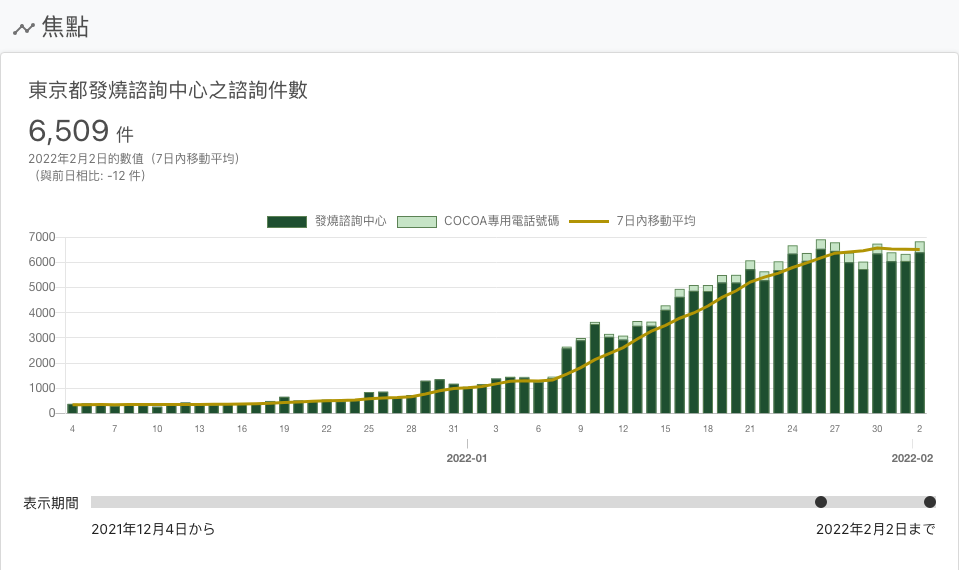 焦點
東京都發燒諮詢中心之諮詢件數
6,509 件
2022年2月2日的數值（7日內移動平均）
（與前日相比: -12 件）
發燒諮詢中心 COCOA專用電話號碼 7日內移動平均
7000
6000
5000
4000
3000
2000
1000
0
4 7 10 13 16 19 22 25 28 31 3 6 9 12 15 18 21 24 27 30 2
2022-01 2022-02
表示期間
2021年12月4日から 2022年2月2日まで